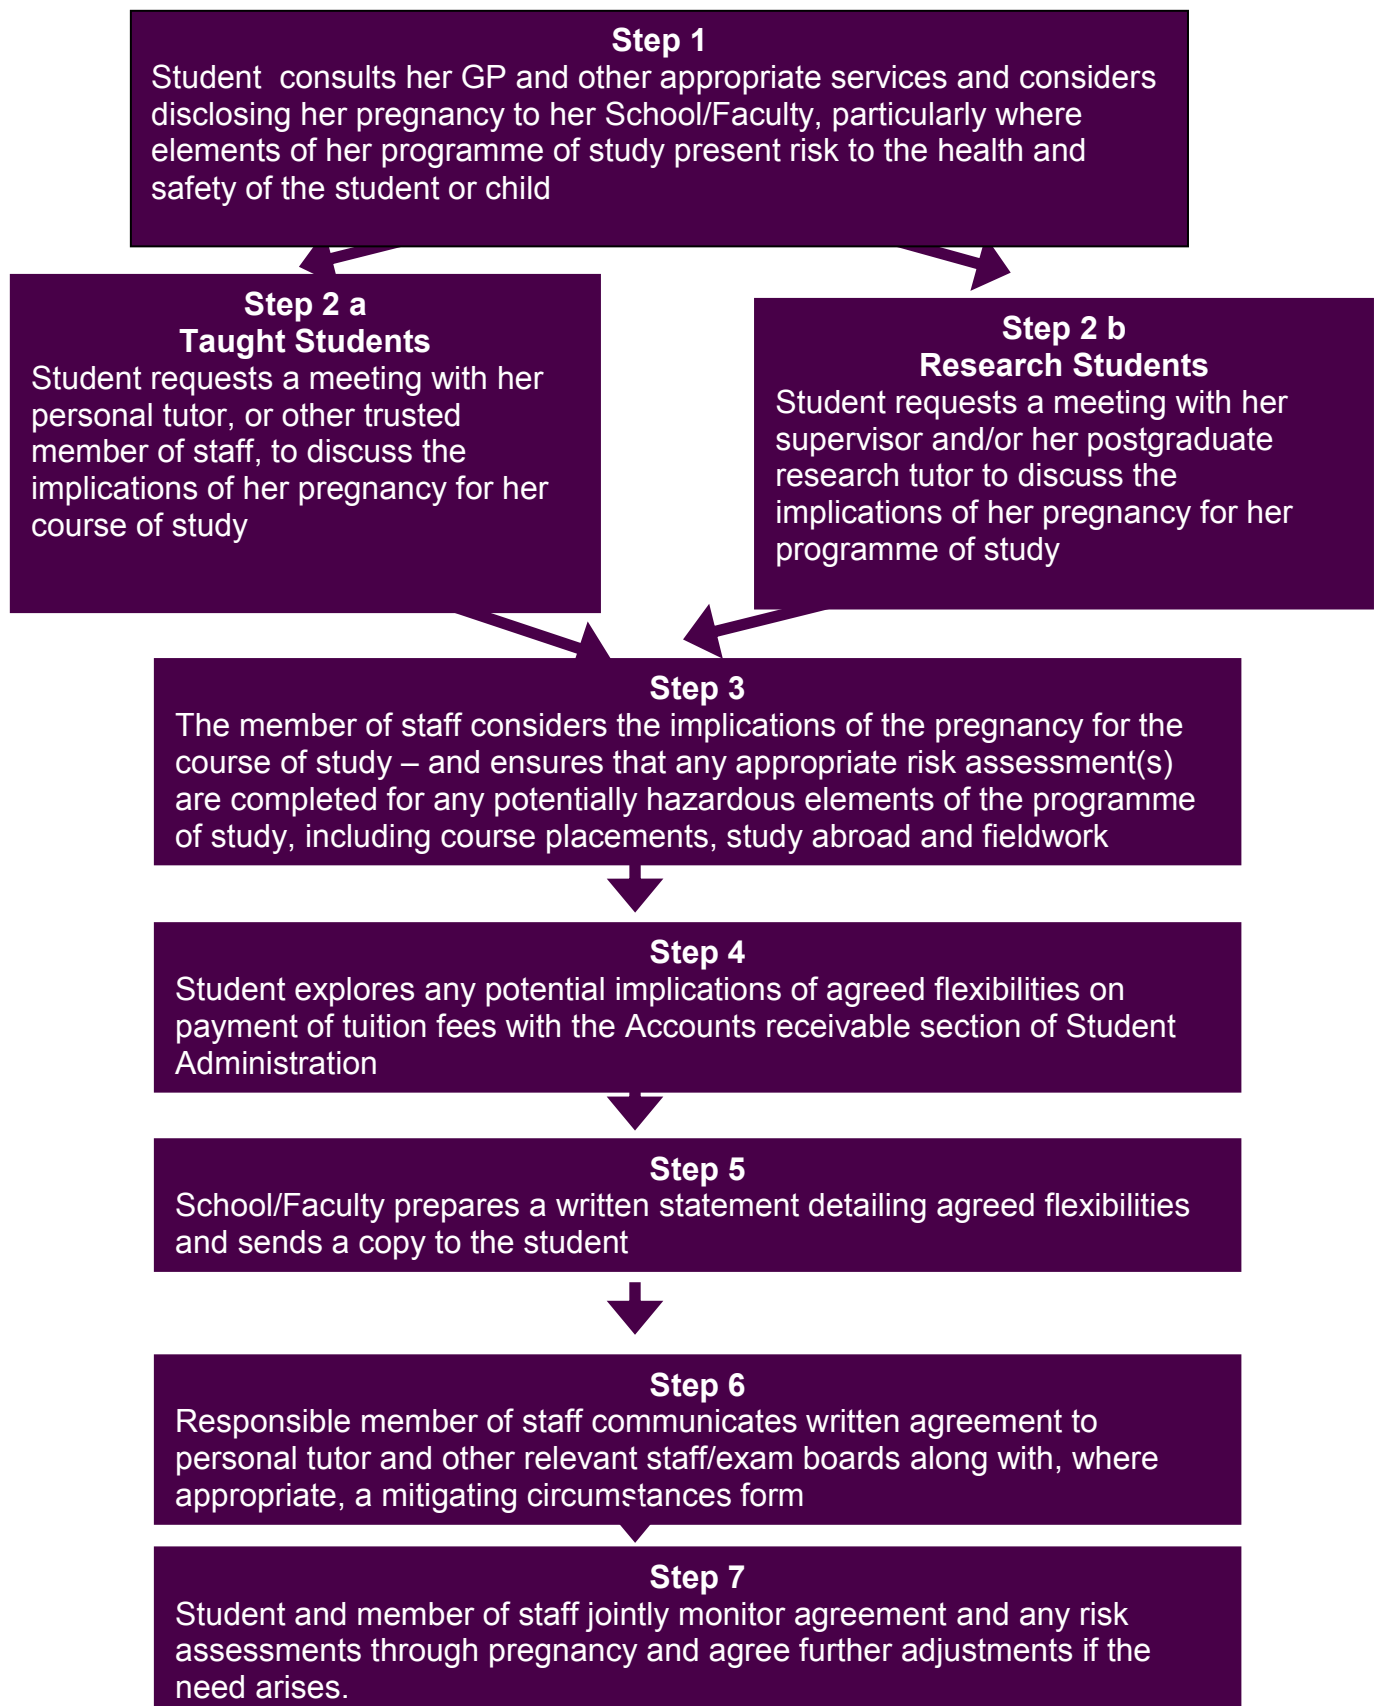 Step 1
Student  consults her GP and other appropriate services and considers
disclosing her pregnancy to her School/Faculty, particularly where
elements of her programme of study present risk to the health and
safety of the student or child
Step 2 a
Taught Students
Student requests a meeting with her
personal tutor, or other trusted
member of staff, to discuss the
implications of her pregnancy for her
course of study
Step 2 b
Research Students
Student requests a meeting with her
supervisor and/or her postgraduate
research tutor to discuss the
implications of her pregnancy for her
programme of study
Step 3
The member of staff considers the implications of the pregnancy for the
course of study – and ensures that any appropriate risk assessment(s)
are completed for any potentially hazardous elements of the programme
of study, including course placements, study abroad and fieldwork
Step 4
Student explores any potential implications of agreed flexibilities on
payment of tuition fees with the Accounts receivable section of Student
Administration
Step 5
School/Faculty prepares a written statement detailing agreed flexibilities
and sends a copy to the student
Step 6
Responsible member of staff communicates written agreement to
personal tutor and other relevant staff/exam boards along with, where
appropriate, a mitigating circumstances form
Step 7
Student and member of staff jointly monitor agreement and any risk
assessments through pregnancy and agree further adjustments if the
need arises.